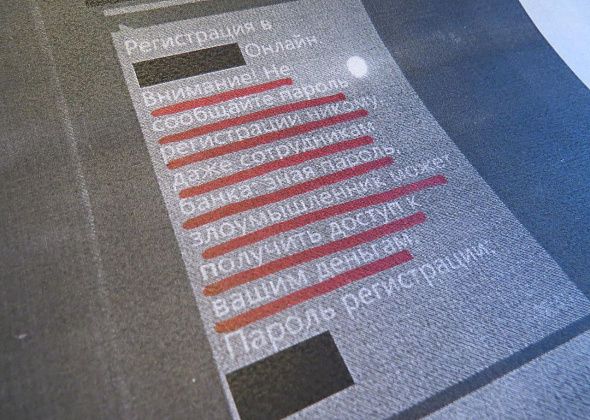 Регистрация в
Онлайн
Внимание! Не
сообщайте пароль
регистрации никому,
даже сотрудникам
банка: зная пароль,
злоумышленник может
получить доступ к
вашим деньгам.
Пароль регистрации: